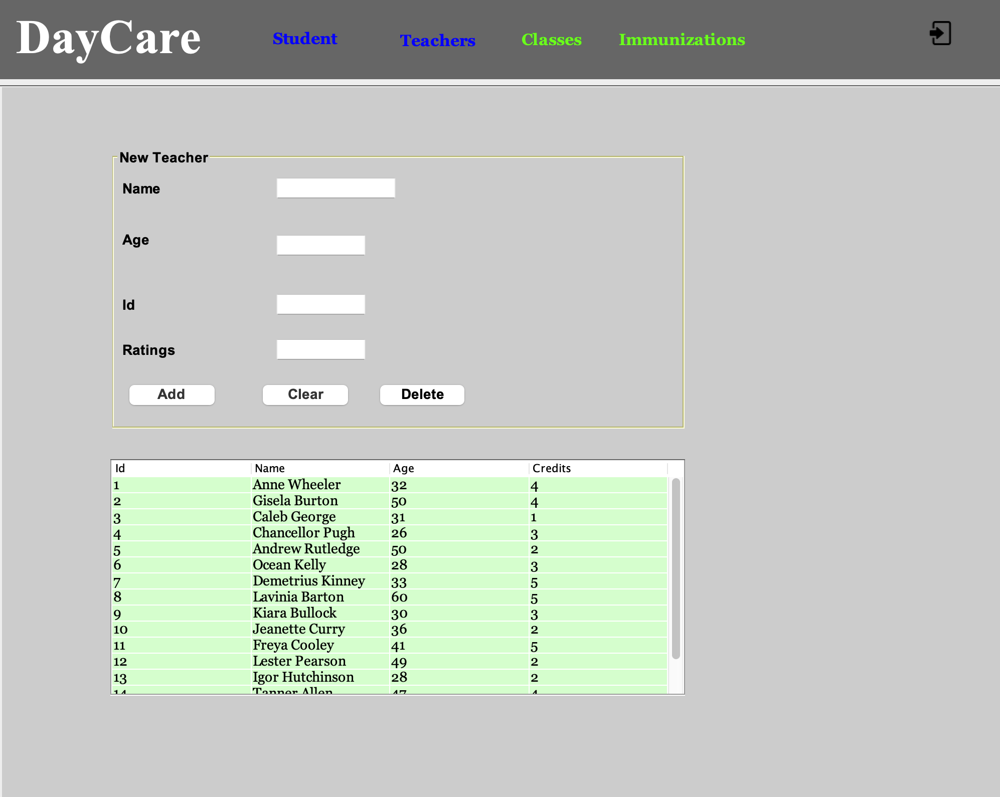 DayCare Student Teachers Classes Immunizations
New Teacher
Name
Age
Id
Ratings
Add Clear Delete
Id Name Age Credits
1 Anne Wheeler 32 4
2 Gisela Burton 50 4
3 Caleb George 31 1
4 Chancellor Pugh 26 3
5 Andrew Rutledge 50 2
6 Ocean Kelly 28 3
7 Demetrius Kinney 33 5
8 Lavinia Barton 60 5
9 Kiara Bullock 30 3
10 Jeanette Curry 36 2
11 Freya Cooley 41 5
12 Lester Pearson 49 2
13 Igor Hutchinson 28 2
14 Tanner Allen 47 4